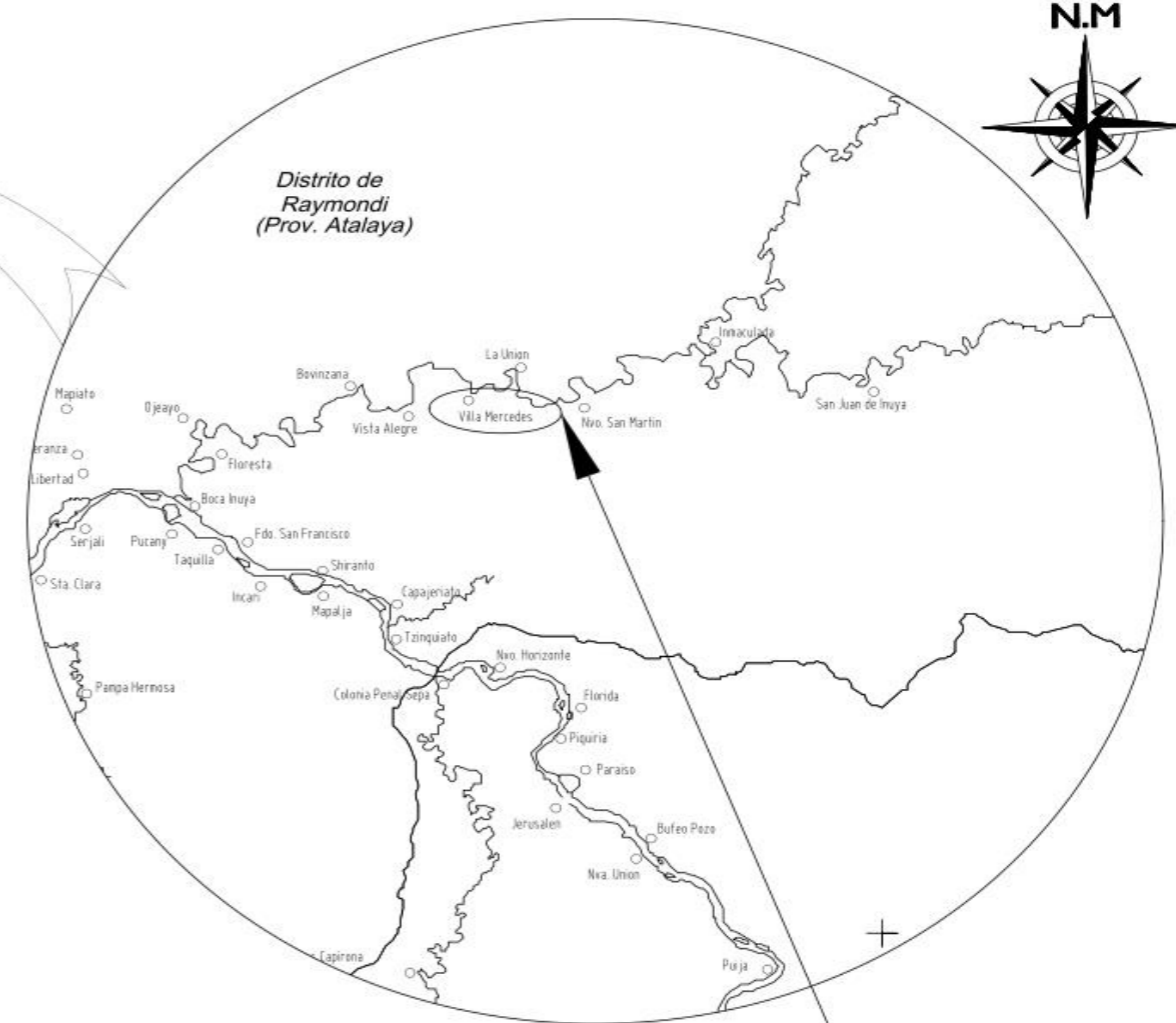 N.M
Distrito de
Raymondi
(Prov. Atalaya)
Inmaculada
La Union
Bovinzana
San Juan de Inuya
Mapiato
Ojeayo
Villa Mercedes
Nvo. San Martin
Vista Alegre
eranza
Floresta
Libertad
Boca Inuya
Serjali
Pucany
Fdo. San Francisco
Taquilla
Shiranto
Sta. Clara
Incari
Mapalja
Capajeriato
Tzinquiato
Nvo. Horizonte
Pampa Hermosa
Colonia Penal Sepa
Florida
Piquiria
Paraiso
Jerusalen
Bufeo Pozo
Nva. Union
Capirona
Puija